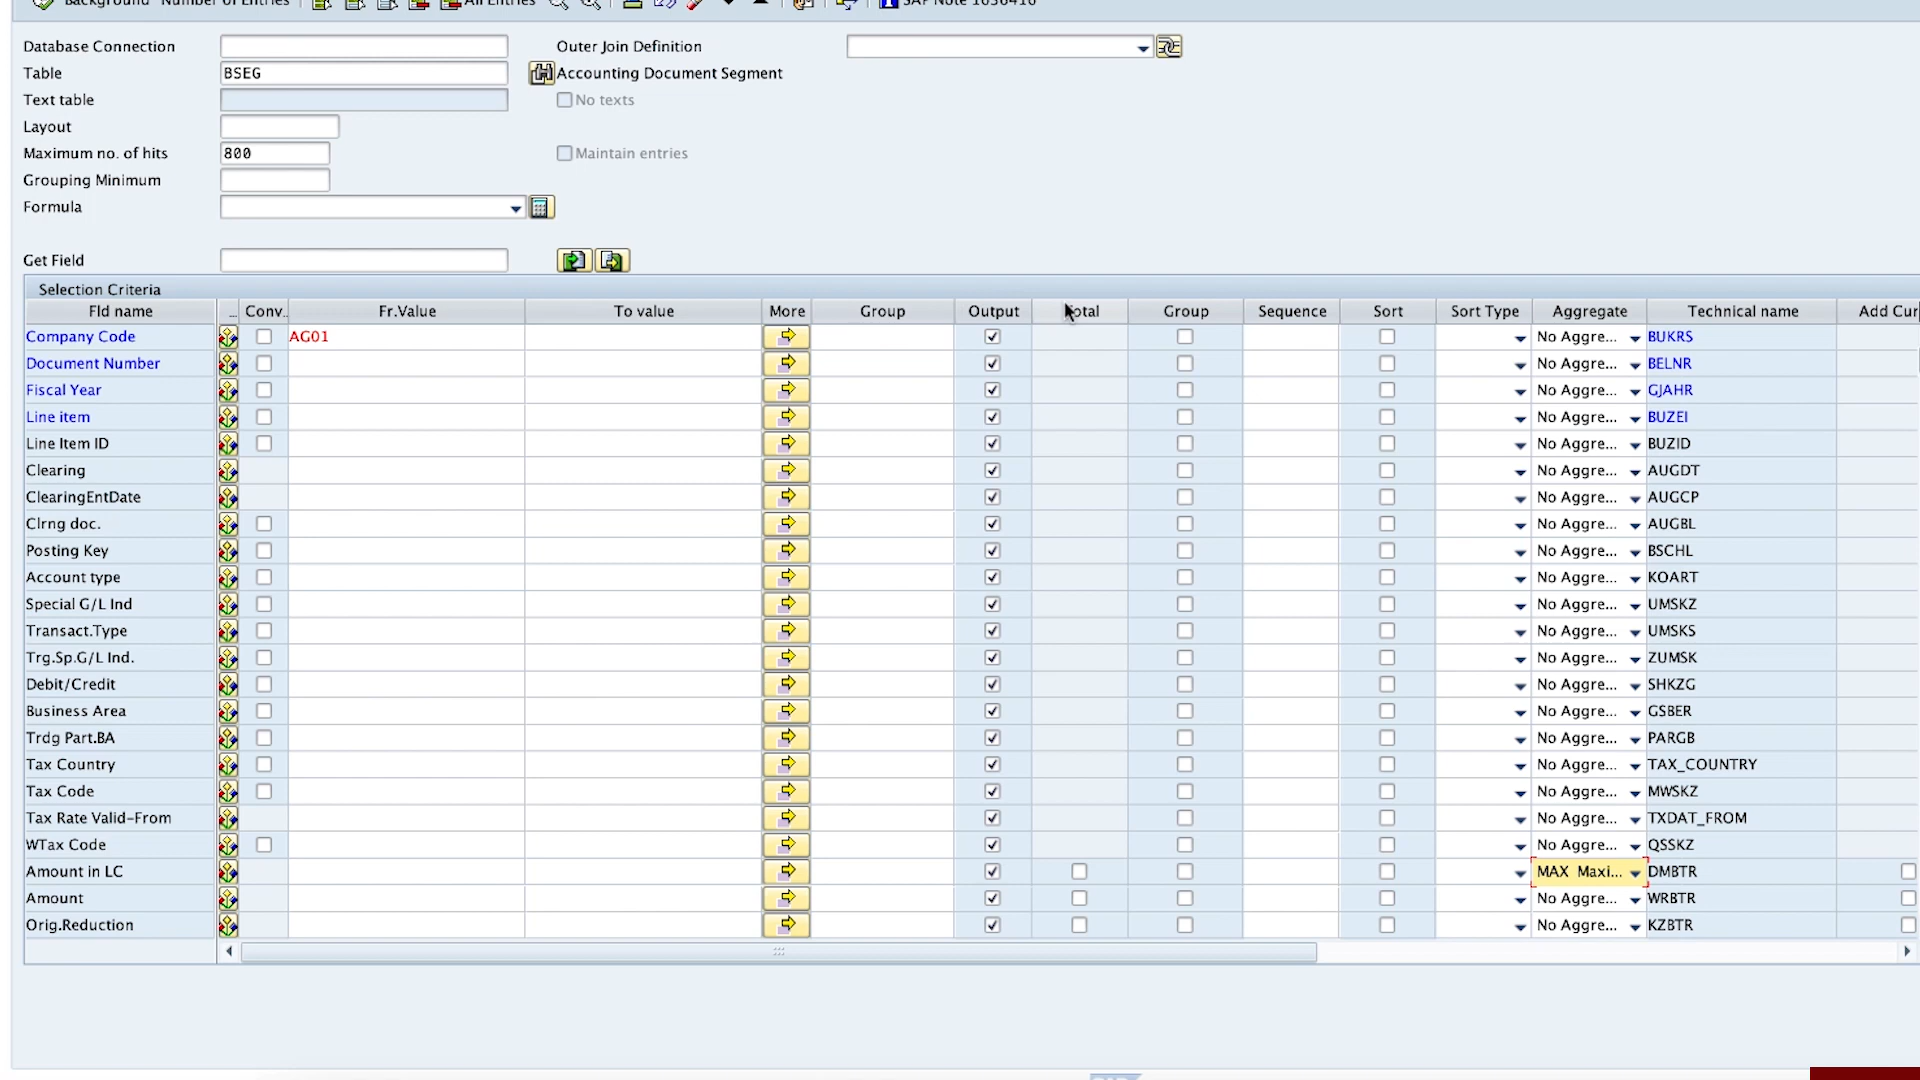 Background Number of Entries All Entries SAP Note 1636416
Database Connection Outer Join Definition
Table BSEG Accounting Document Segment
Text table No texts
Layout
Maximum no. of hits 800 Maintain entries
Grouping Minimum
Formula
Get Field
Selection Criteria
Fld name ... Conv.. Fr.Value To value More Group Output Total Group Sequence Sort Sort Type Aggregate Technical name Add Cur
Company Code AG01 No Aggre... BUKRS
Document Number No Aggre... BELNR
Fiscal Year No Aggre... GJAHR
Line item No Aggre... BUZEI
Line Item ID No Aggre... BUZID
Clearing No Aggre... AUGDT
ClearingEntDate No Aggre... AUGCP
Clrng doc. No Aggre... AUGBL
Posting Key No Aggre... BSCHL
Account type No Aggre... KOART
Special G/L Ind No Aggre... UMSKZ
Transact.Type No Aggre... UMSKS
Trg.Sp.G/L Ind. No Aggre... ZUMSK
Debit/Credit No Aggre... SHKZG
Business Area No Aggre... GSBER
Trdg Part.BA No Aggre... PARGB
Tax Country No Aggre... TAX_COUNTRY
Tax Code No Aggre... MWSKZ
Tax Rate Valid-From No Aggre... TXDAT_FROM
WTax Code No Aggre... QSSKZ
Amount in LC MAX Maxi... DMBTR
Amount No Aggre... WRBTR
Orig.Reduction No Aggre... KZBTR